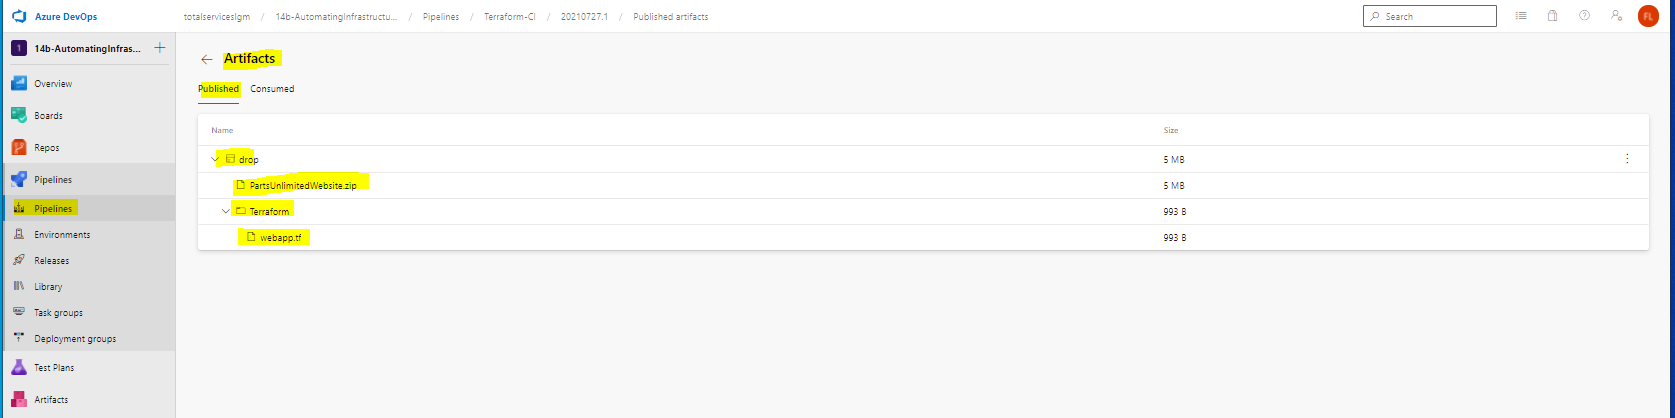 Azure DevOps
totalserviceslgm / 14b-AutomatingInfrastructu... / Pipelines / Terraform-CI / 20210727.1 / Published artifacts
Search
FL
1 14b-AutomatingInfras... +
Overview
Boards
Repos
Pipelines
Pipelines
Environments
Releases
Library
Task groups
Deployment groups
Test Plans
Artifacts
Artifacts
Published Consumed
Name Size
drop 5 MB
PartsUnlimitedWebsite.zip 5 MB
Terraform 993 B
webapp.tf 993 B